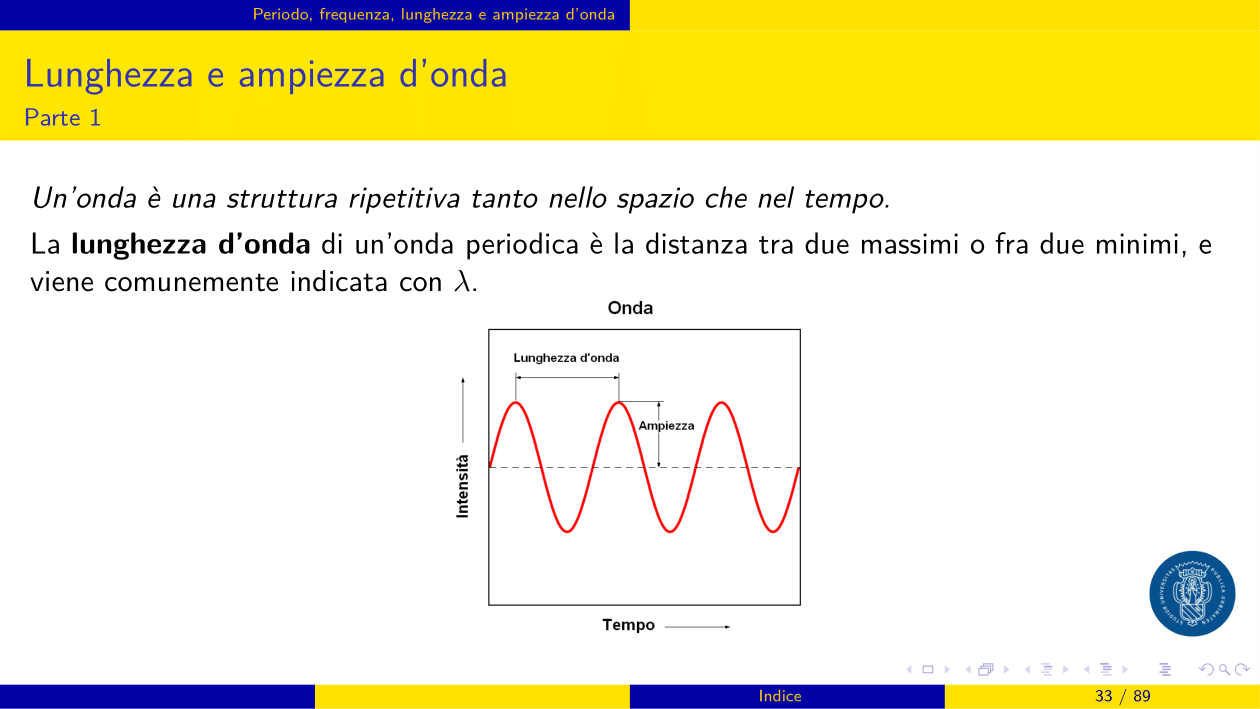 Periodo, frequenza, lunghezza e ampiezza d'onda
Lunghezza e ampiezza d'onda
Parte 1
Un'onda è una struttura ripetitiva tanto nello spazio che nel tempo.
La lunghezza d'onda di un'onda periodica è la distanza tra due massimi o fra due minimi, e
viene comunemente indicata con λ.
Onda
Lunghezza d'onda
Ampiezza
Intensità
Tempo
Indice
33 / 89